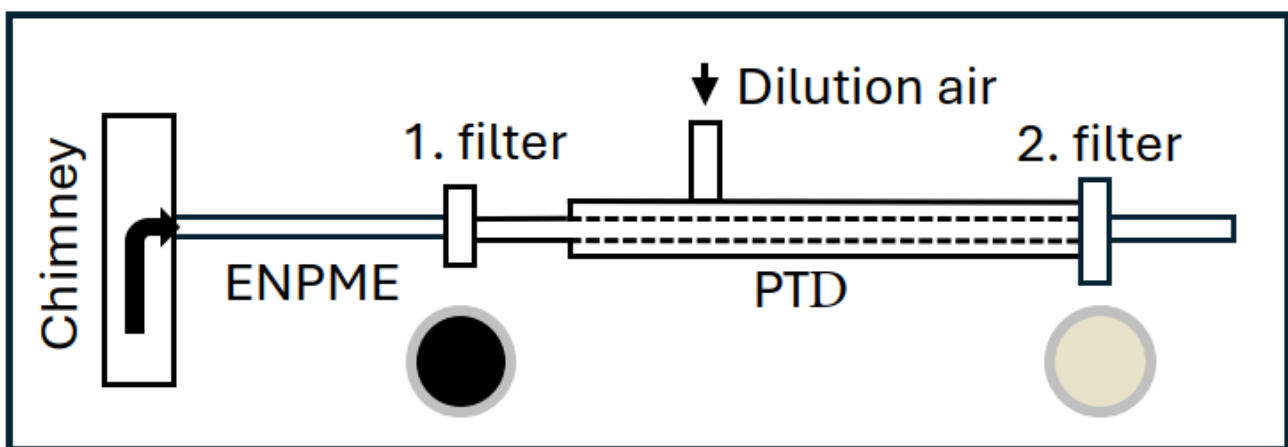 Chimney
ENPME
1. filter
Dilution air
PTD
2. filter